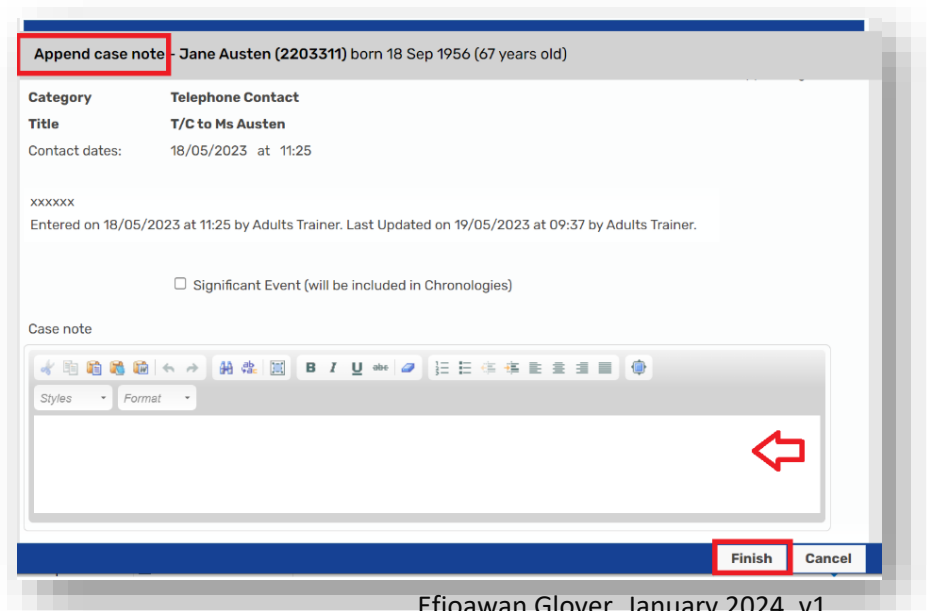 Append case note - Jane Austen (2203311) born 18 Sep 1956 (67 years old)
Category Telephone Contact
Title T/C to Ms Austen
Contact dates: 18/05/2023 at 11:25
xxxxxx
Entered on 18/05/2023 at 11:25 by Adults Trainer. Last Updated on 19/05/2023 at 09:37 by Adults Trainer.
Significant Event (will be included in Chronologies)
Case note
B I U abc
Styles Format
Finish Cancel
Efioawan Glover, January 2024, v1